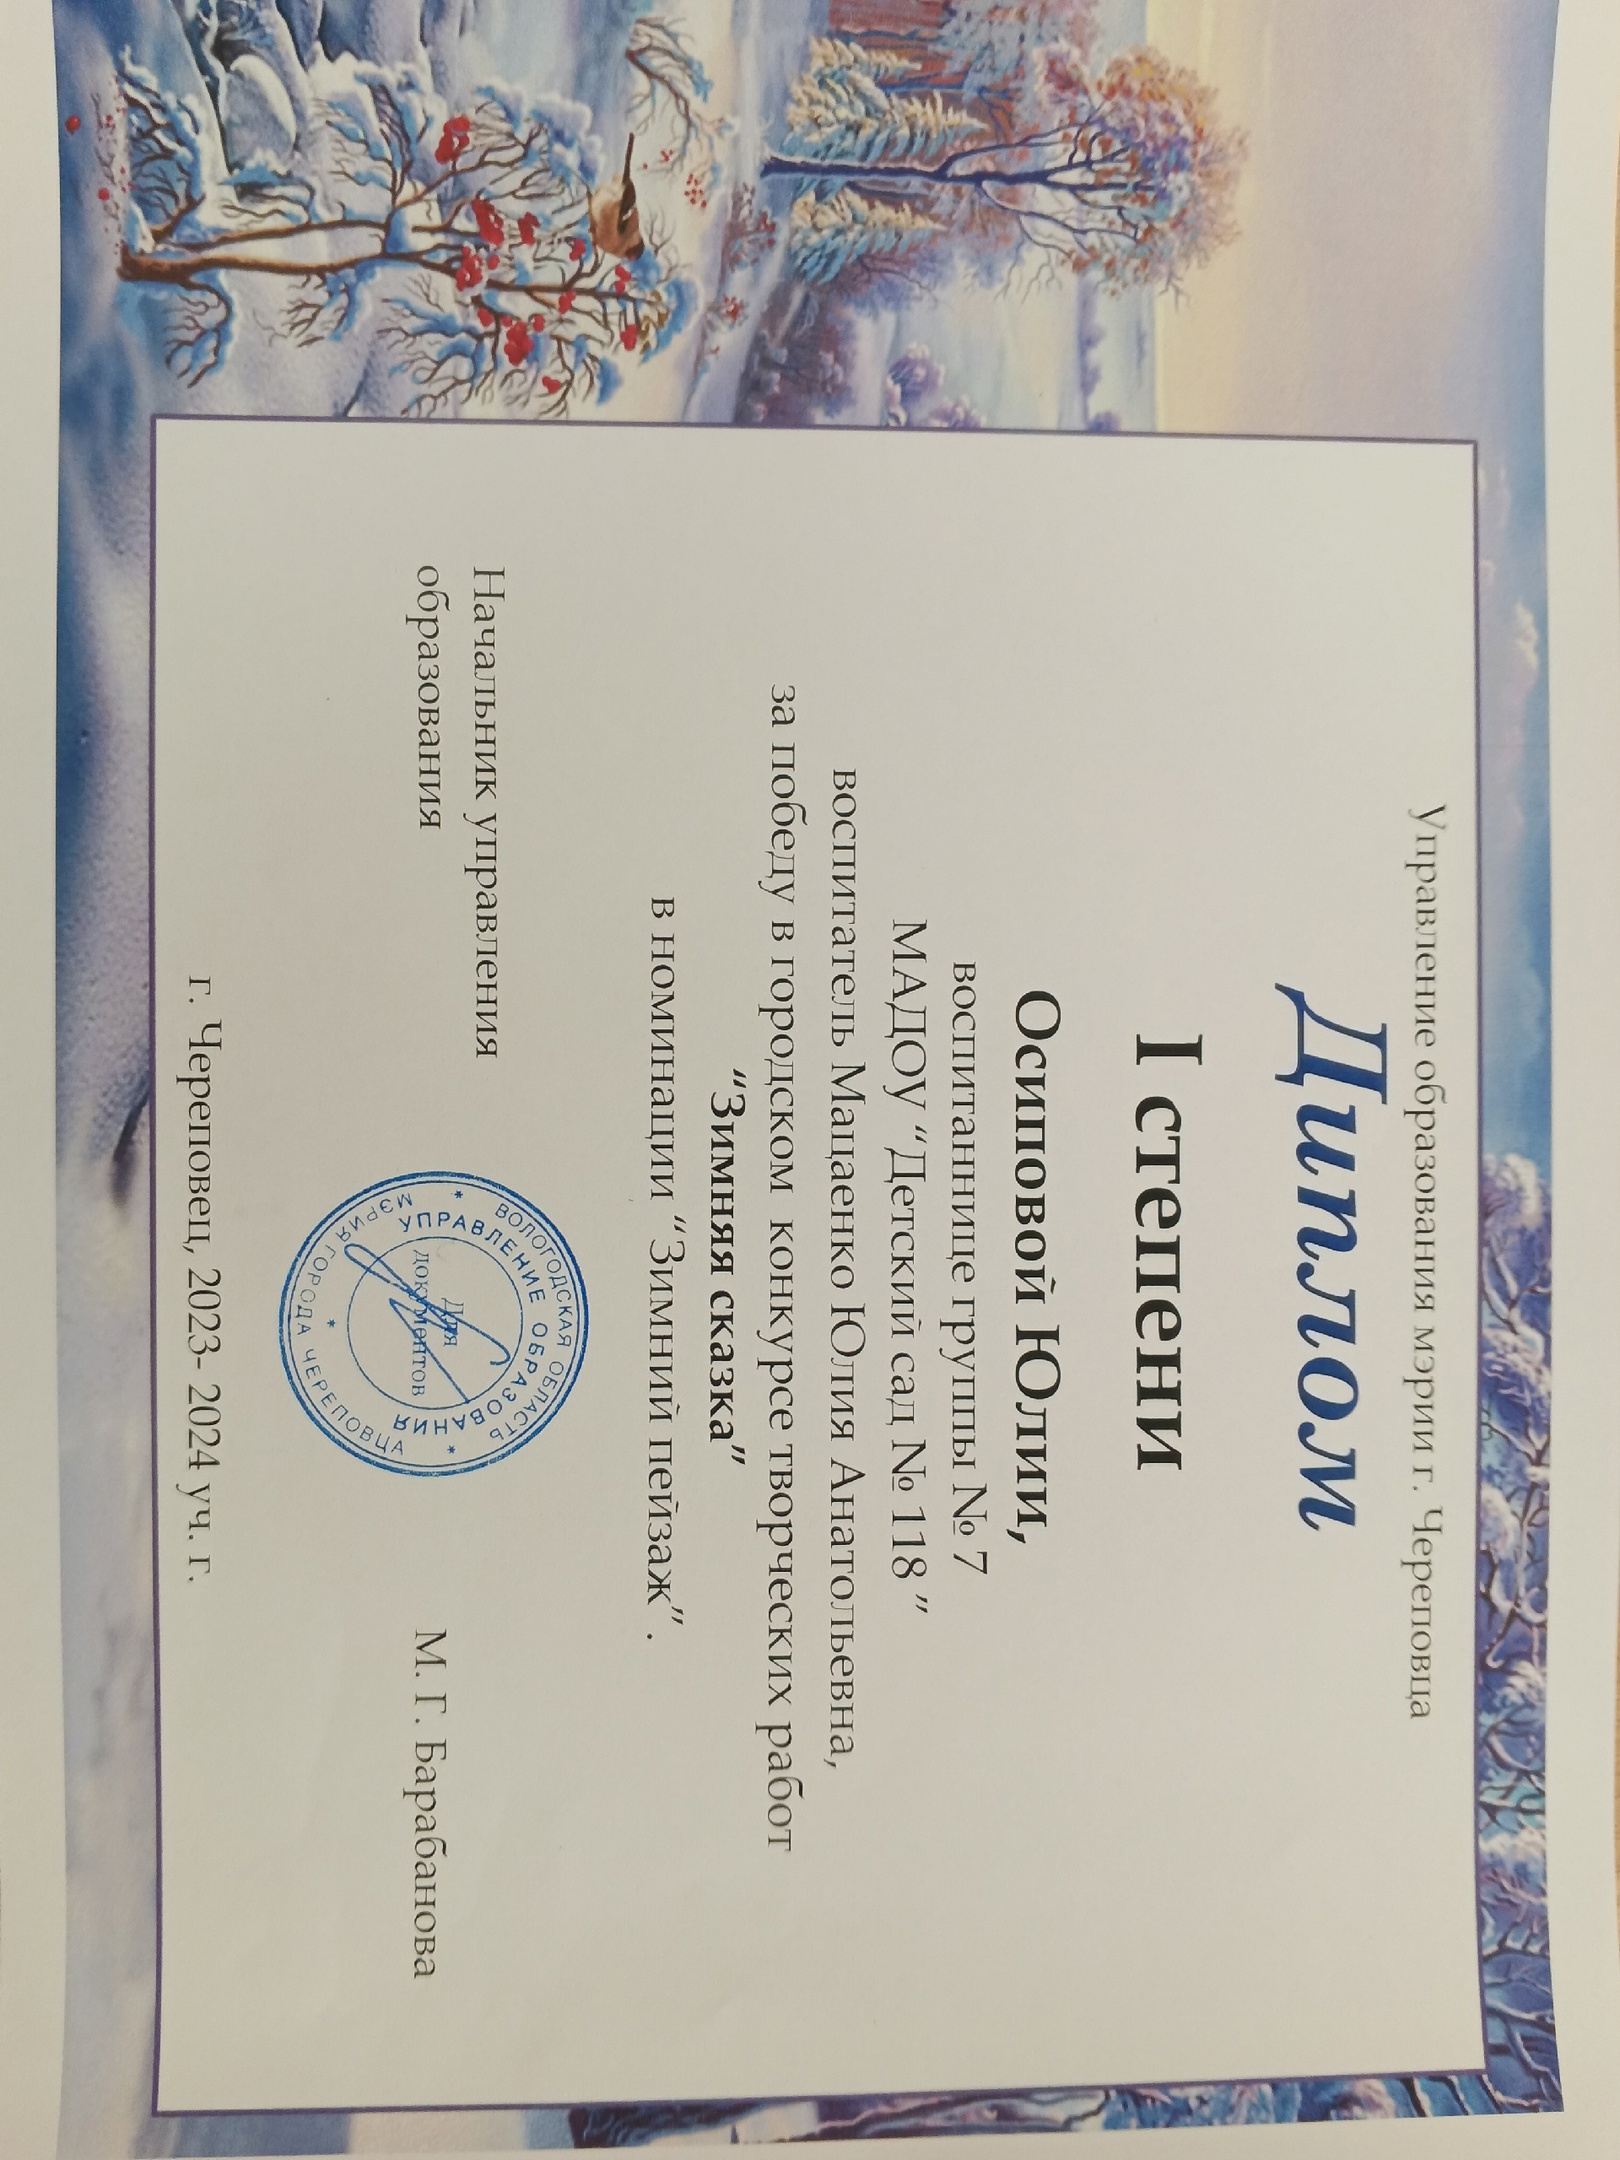 Управление образования мэрии г. Череповца
Диплом
I степени
Осиповой Юлии,
воспитаннице группы № 7
МАДОУ “Детский сад № 118 ”
воспитатель Мацаенко Юлия Анатольевна,
за победу в городском конкурсе творческих работ
“Зимняя сказка”
в номинации “Зимний пейзаж” .
Начальник управления
образования
М. Г. Барабанова
ВОЛОГОДСКАЯ ОБЛАСТЬ
МЭРИЯ ГОРОДА ЧЕРЕПОВЦА
УПРАВЛЕНИЕ ОБРАЗОВАНИЯ
Для
документов
г. Череповец, 2023- 2024 уч. г.